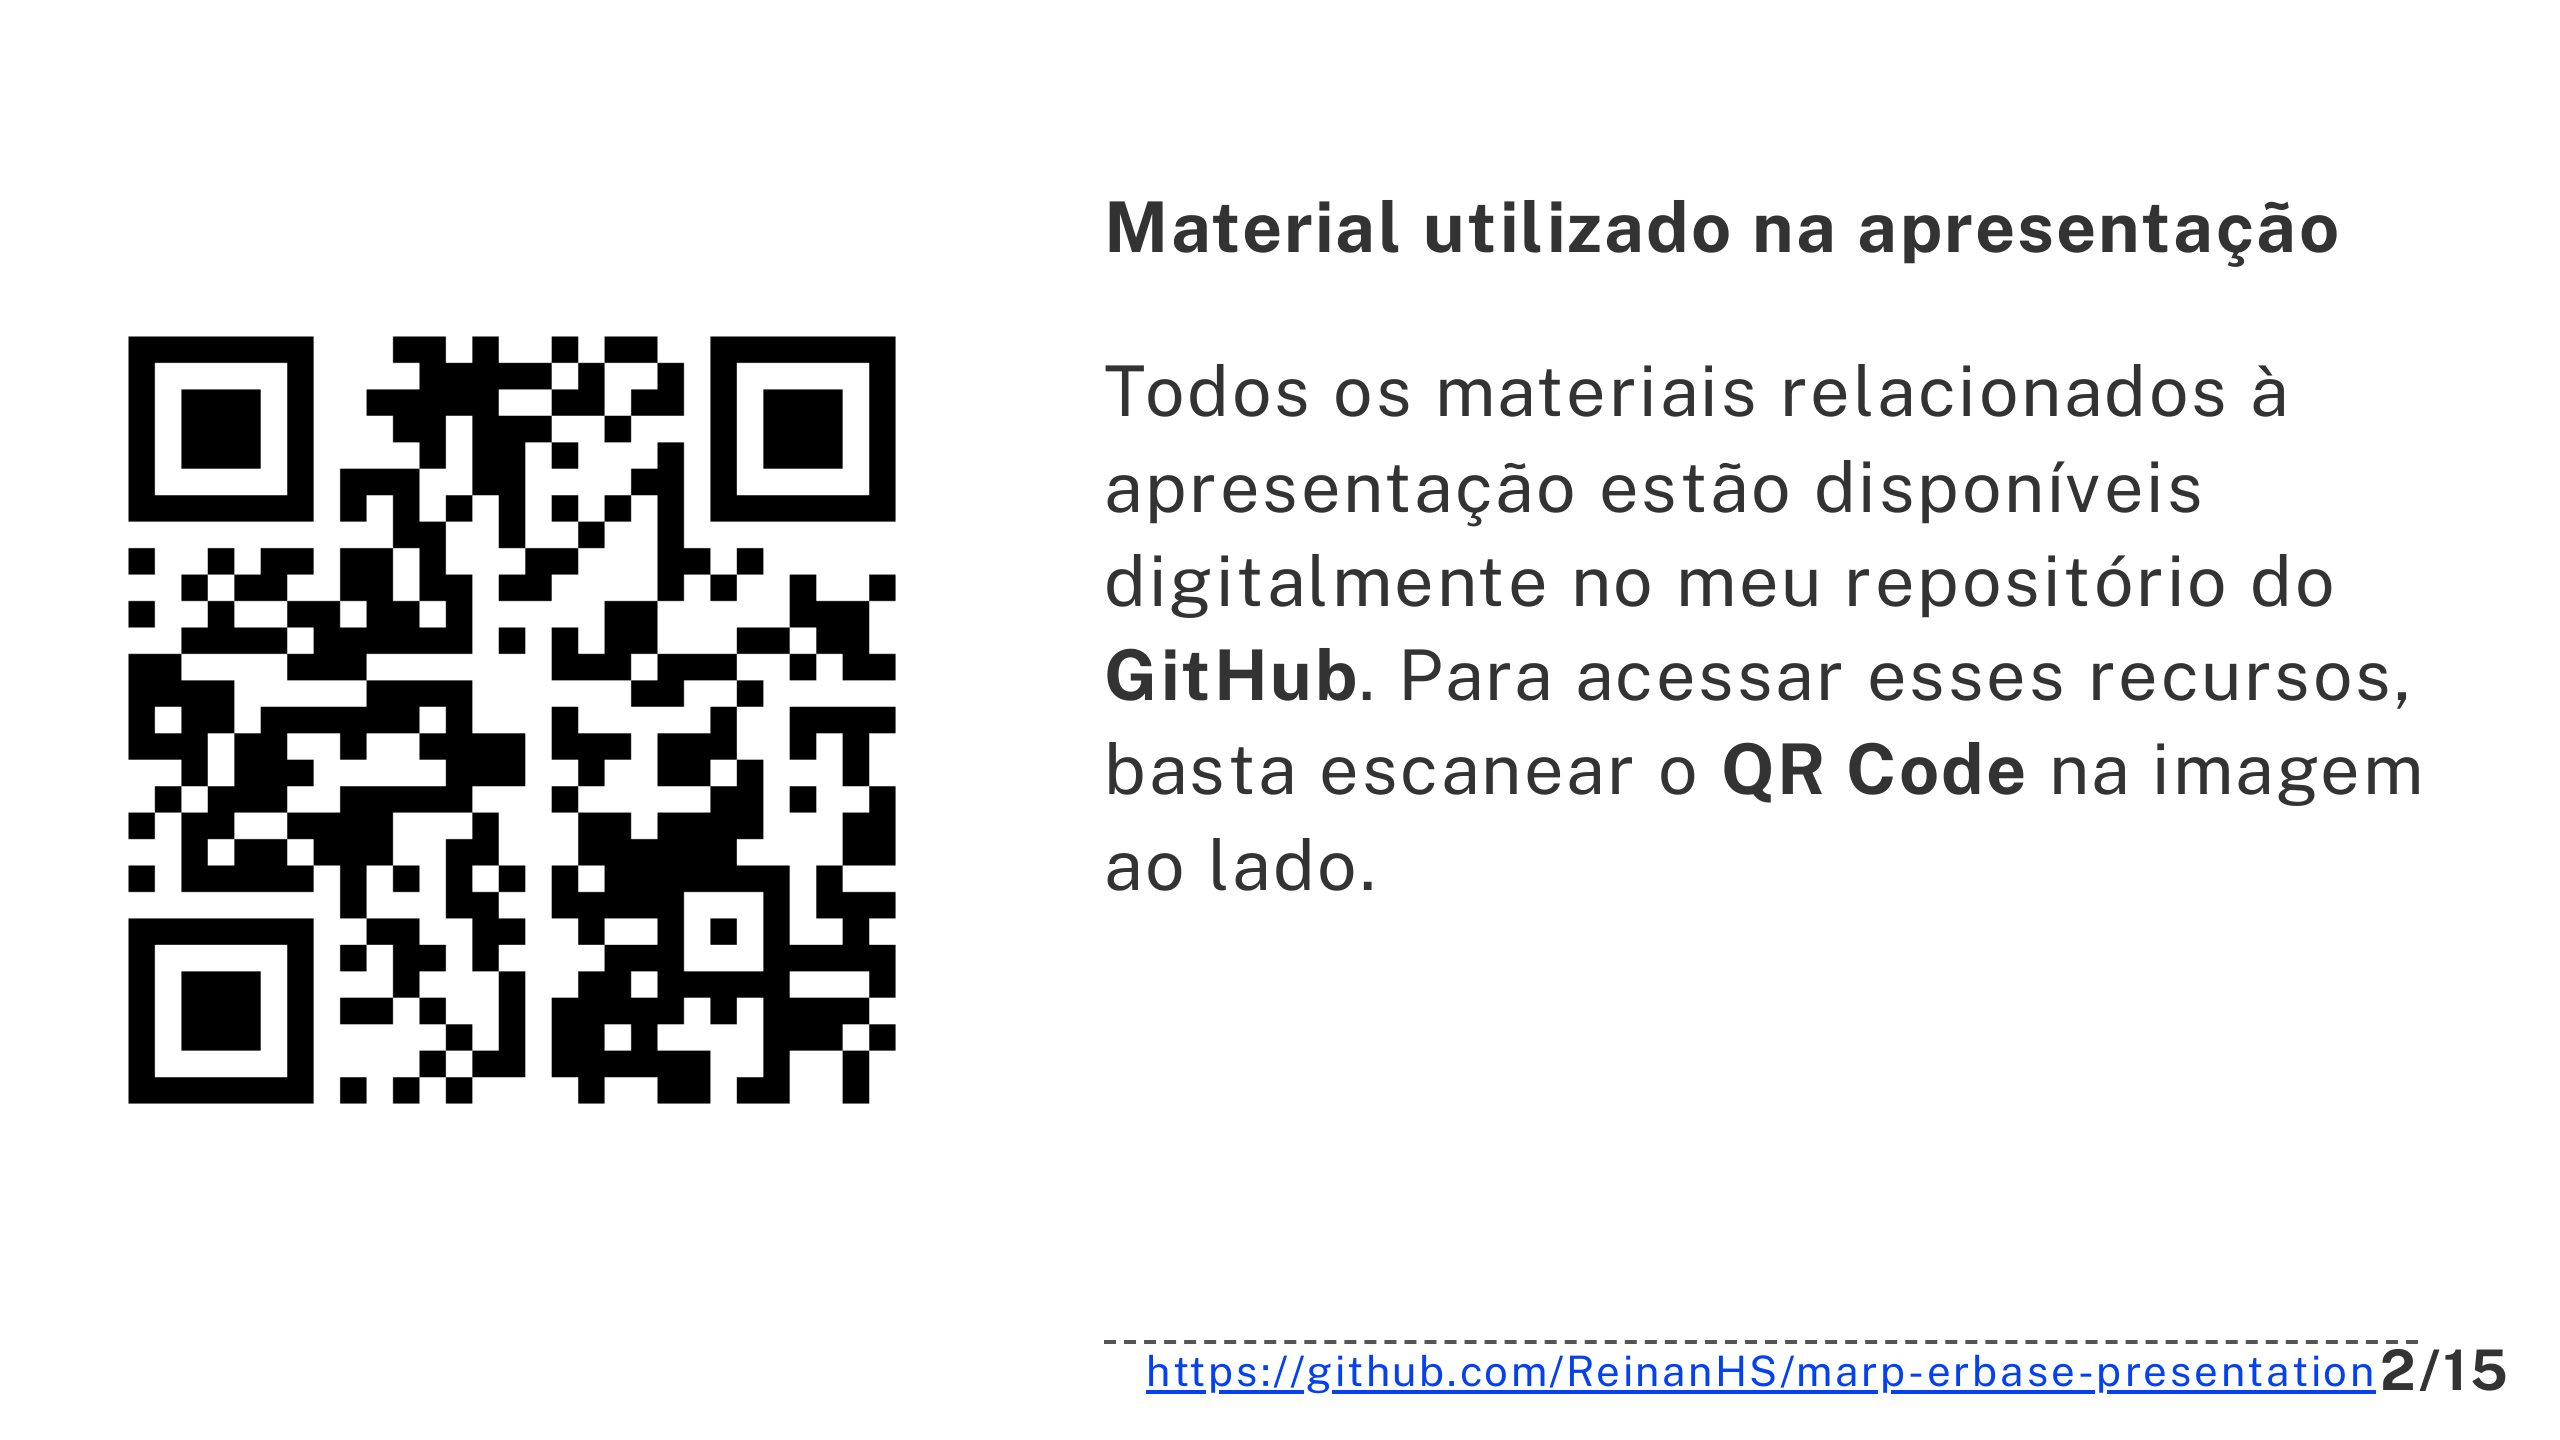 Material utilizado na apresentação
Todos os materiais relacionados à
apresentação estão disponíveis
digitalmente no meu repositório do
GitHub. Para acessar esses recursos,
basta escanear o QR Code na imagem
ao lado.
https://github.com/ReinanHS/marp-erbase-presentation 2/15